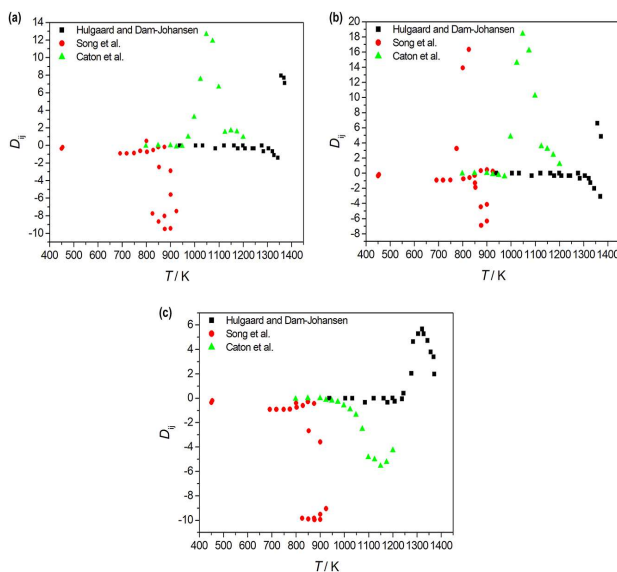 (a)
Hulgaard and Dam-Johansen
Song et al.
Caton et al.
14
12
10
8
6
4
2
0
-2
-4
-6
-8
-10
D_ij
400 500 600 700 800 900 1000 1100 1200 1300 1400
T / K
(b)
Hulgaard and Dam-Johansen
Song et al.
Caton et al.
20
18
16
14
12
10
8
6
4
2
0
-2
-4
-6
-8
D_ij
400 500 600 700 800 900 1000 1100 1200 1300 1400
T / K
(c)
Hulgaard and Dam-Johansen
Song et al.
Caton et al.
6
4
2
0
-2
-4
-6
-8
-10
D_ij
400 500 600 700 800 900 1000 1100 1200 1300 1400
T / K